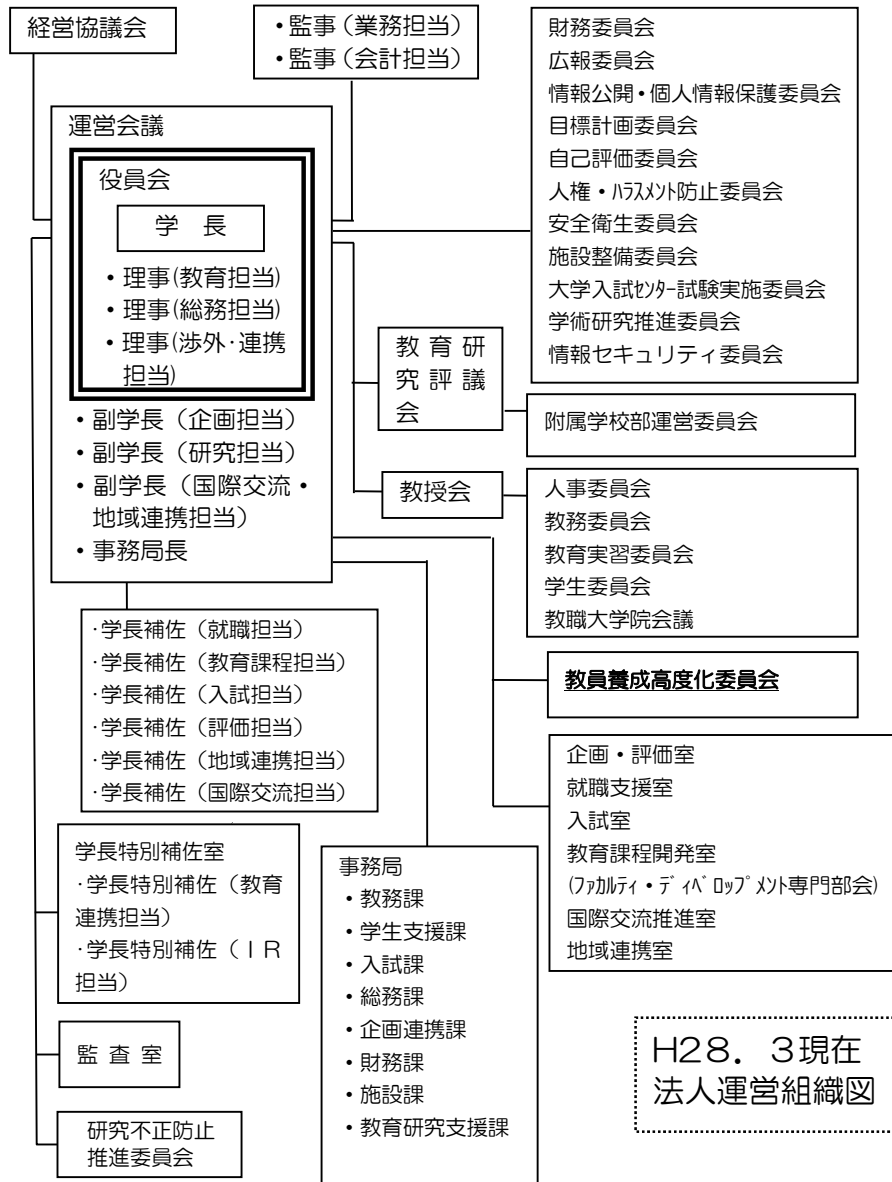 経営協議会
・監事（業務担当）
・監事（会計担当）
財務委員会
広報委員会
情報公開・個人情報保護委員会
目標計画委員会
自己評価委員会
人権・ﾊﾗｽﾒﾝﾄ防止委員会
安全衛生委員会
施設整備委員会
大学入試ｾﾝﾀｰ試験実施委員会
学術研究推進委員会
情報セキュリティ委員会
運営会議
役員会
学　長
・理事(教育担当)
・理事(総務担当)
・理事(渉外･連携
担当)
・副学長（企画担当）
・副学長（研究担当）
・副学長（国際交流・
地域連携担当）
・事務局長
教 育 研
究 評 議
会
附属学校部運営委員会
教授会
人事委員会
教務委員会
教育実習委員会
学生委員会
教職大学院会議
･学長補佐（就職担当）
･学長補佐（教育課程担当）
･学長補佐（入試担当）
･学長補佐（評価担当）
･学長補佐（地域連携担当）
･学長補佐（国際交流担当）
教員養成高度化委員会
企画・評価室
就職支援室
入試室
教育課程開発室
(ﾌｧｶﾙﾃｨ・ﾃﾞｨﾍﾞﾛｯﾌﾟﾒﾝﾄ専門部会)
国際交流推進室
地域連携室
学長特別補佐室
･学長特別補佐（教育
連携担当）
･学長特別補佐（ＩＲ
担当）
事務局
・教務課
・学生支援課
・入試課
・総務課
・企画連携課
・財務課
・施設課
・教育研究支援課
監 査 室
研究不正防止
推進委員会
Ｈ２８．３現在
法人運営組織図